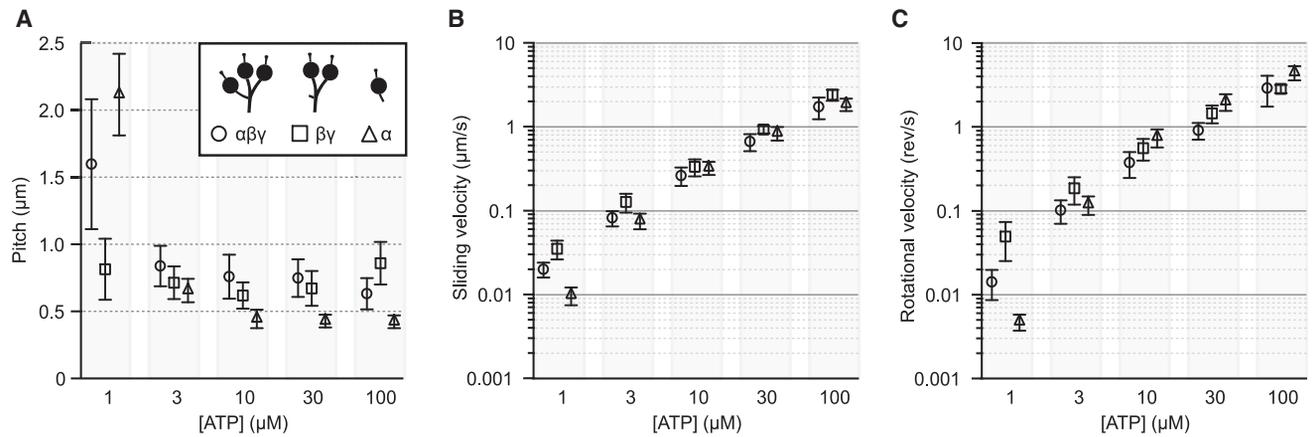 A
Pitch (µm)
2.5
2.0
1.5
1.0
0.5
0
αβγ βγ α
1 3 10 30 100
[ATP] (µM)
B
Sliding velocity (µm/s)
10
1
0.1
0.01
0.001
1 3 10 30 100
[ATP] (µM)
C
Rotational velocity (rev/s)
10
1
0.1
0.01
0.001
1 3 10 30 100
[ATP] (µM)